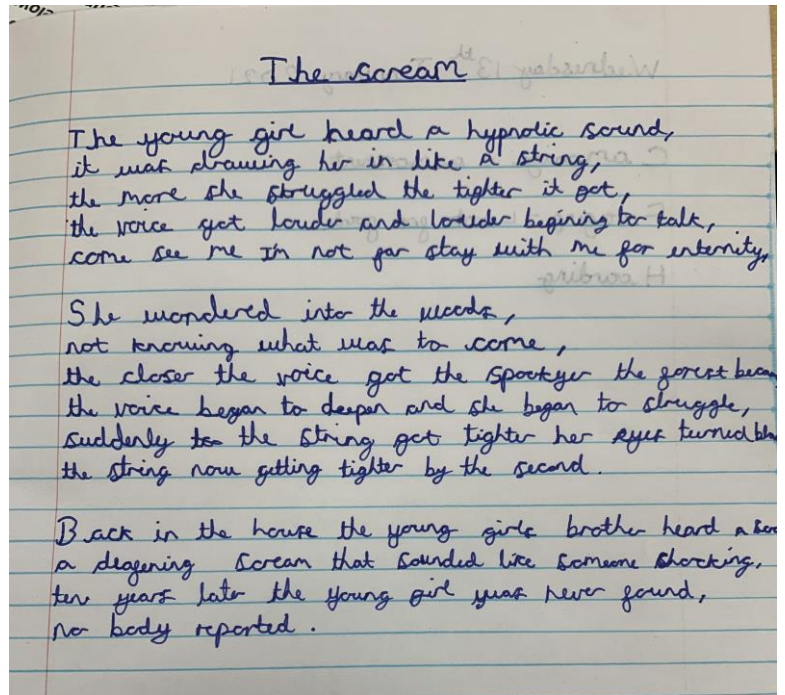 The scream
The young girl heard a hypnotic sound,
it was drawing her in like a string,
the more she struggled the tighter it got,
the voice got louder and louder begining to talk,
come see me I'm not far stay with me for enternity,
She wondered into the woods,
not knowing what was to come,
the closer the voice got the spookyer the forest becam
the voice began to deepen and she began to struggle,
suddenly the string got tighter her eyes turned bla
the string now getting tighter by the second.
Back in the house the young girls brother heard a
a deafening scream that sounded like someone shocking,
ten years later the young girl was never found,
no body reported.